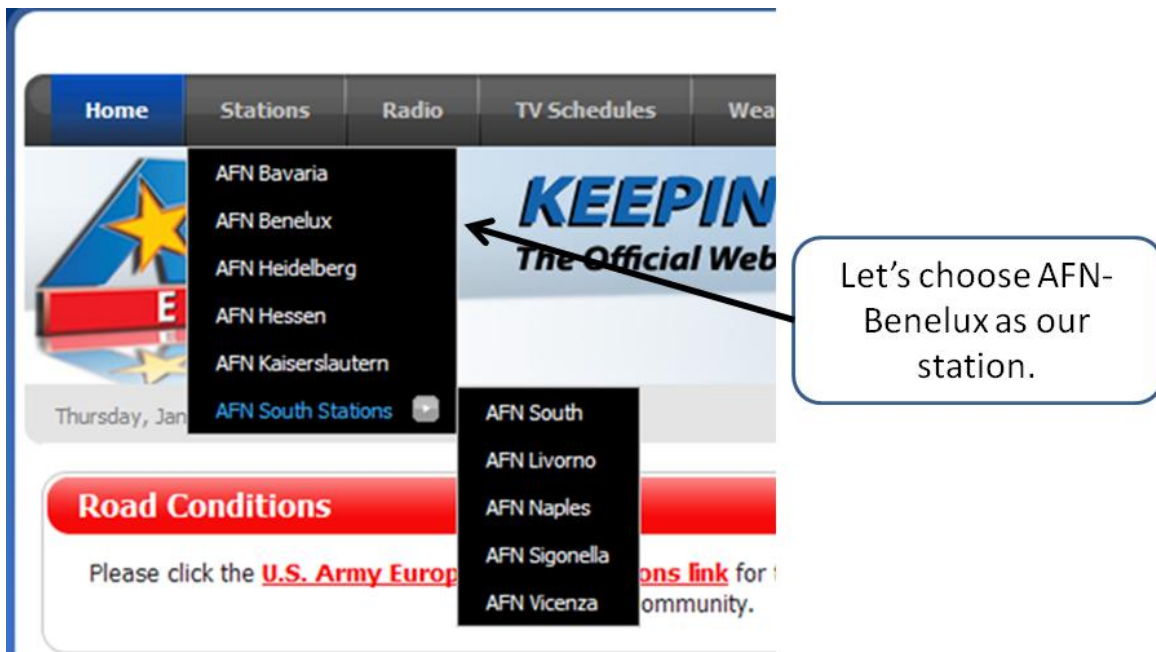 Home Stations Radio TV Schedules
AFN Bavaria
AFN Benelux
AFN Heidelberg
AFN Hessen
AFN Kaiserslautern
AFN South Stations
AFN South
AFN Livorno
AFN Naples
AFN Sigonella
AFN Vicenza
The Official Web
E
Let's choose AFN-
Benelux as our
station.
Thursday, Jan
Road Conditions
Please click the U.S. Army Europ ons link for
ommunity.